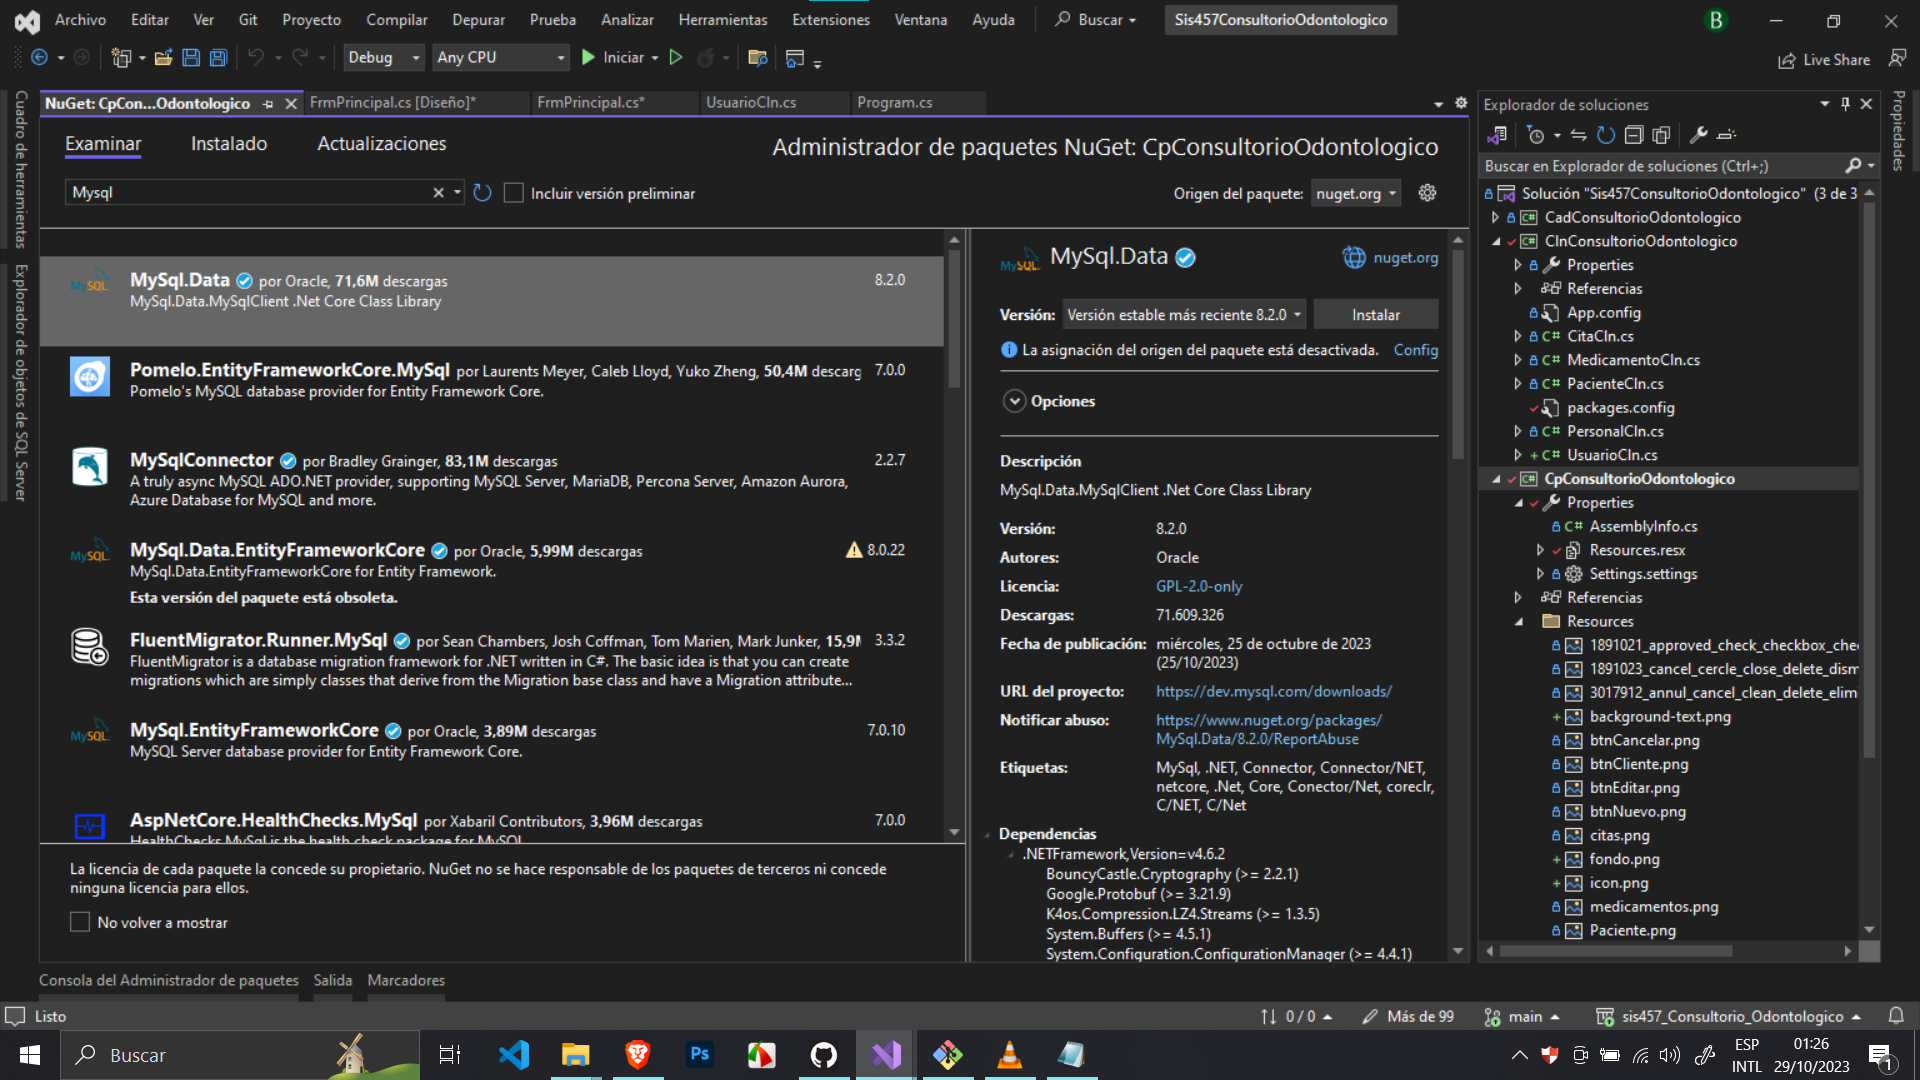 Archivo Editar Ver Git Proyecto Compilar Depurar Prueba Analizar Herramientas Extensiones Ventana Ayuda Buscar Sis457ConsultorioOdontologico B
Debug Any CPU Iniciar Live Share
NuGet: CpCon...Odontologico FrmPrincipal.cs [Diseño]* FrmPrincipal.cs* UsuarioCln.cs Program.cs
Cuadro de herramientas
Explorador de objetos de SQL Server
Examinar Instalado Actualizaciones
Administrador de paquetes NuGet: CpConsultorioOdontologico
Mysql
Incluir versión preliminar
Origen del paquete: nuget.org
MySQL
MySql.Data por Oracle, 71,6M descargas 8.2.0
MySql.Data.MySqlClient .Net Core Class Library
Pomelo.EntityFrameworkCore.MySql por Laurents Meyer, Caleb Lloyd, Yuko Zheng, 50,4M descarg 7.0.0
Pomelo's MySQL database provider for Entity Framework Core.
MySqlConnector por Bradley Grainger, 83,1M descargas 2.2.7
A truly async MySQL ADO.NET provider, supporting MySQL Server, MariaDB, Percona Server, Amazon Aurora,
Azure Database for MySQL and more.
MySQL
MySql.Data.EntityFrameworkCore por Oracle, 5,99M descargas 8.0.22
MySql.Data.EntityFrameworkCore for Entity Framework.
Esta versión del paquete está obsoleta.
FluentMigrator.Runner.MySql por Sean Chambers, Josh Coffman, Tom Marien, Mark Junker, 15,9M 3.3.2
FluentMigrator is a database migration framework for .NET written in C#. The basic idea is that you can create
migrations which are simply classes that derive from the Migration base class and have a Migration attribute...
MySQL
MySql.EntityFrameworkCore por Oracle, 3,89M descargas 7.0.10
MySQL Server database provider for Entity Framework Core.
AspNetCore.HealthChecks.MySql por Xabaril Contributors, 3,96M descargas 7.0.0
HealthChecks.MySql is the health check package for MySQL.
La licencia de cada paquete la concede su propietario. NuGet no se hace responsable de los paquetes de terceros ni concede
ninguna licencia para ellos.
No volver a mostrar
MySQL MySql.Data nuget.org
Versión: Versión estable más reciente 8.2.0 Instalar
La asignación del origen del paquete está desactivada. Config
Opciones
Descripción
MySql.Data.MySqlClient .Net Core Class Library
Versión: 8.2.0
Autores: Oracle
Licencia: GPL-2.0-only
Descargas: 71.609.326
Fecha de publicación: miércoles, 25 de octubre de 2023
(25/10/2023)
URL del proyecto: https://dev.mysql.com/downloads/
Notificar abuso: https://www.nuget.org/packages/
MySql.Data/8.2.0/ReportAbuse
Etiquetas: MySql, .NET, Connector, Connector/NET,
netcore, .Net, Core, Conector/Net, coreclr,
C/NET, C/Net
Dependencias
.NETFramework,Version=v4.6.2
BouncyCastle.Cryptography (>= 2.2.1)
Google.Protobuf (>= 3.21.9)
K4os.Compression.LZ4.Streams (>= 1.3.5)
System.Buffers (>= 4.5.1)
System.Configuration.ConfigurationManager (>= 4.4.1)
Explorador de soluciones
Buscar en Explorador de soluciones (Ctrl+;)
Solución "Sis457ConsultorioOdontologico" (3 de 3
CadConsultorioOdontologico
ClnConsultorioOdontologico
Properties
Referencias
App.config
C# CitaCln.cs
C# MedicamentoCln.cs
C# PacienteCln.cs
packages.config
C# PersonalCln.cs
C# UsuarioCln.cs
CpConsultorioOdontologico
Properties
C# AssemblyInfo.cs
Resources.resx
Settings.settings
Referencias
Resources
1891021_approved_check_checkbox_che
1891023_cancel_cercle_close_delete_dism
3017912_annul_cancel_clean_delete_elim
background-text.png
btnCancelar.png
btnCliente.png
btnEditar.png
btnNuevo.png
citas.png
fondo.png
icon.png
medicamentos.png
Paciente.png
Propiedades
Consola del Administrador de paquetes Salida Marcadores
Listo 0 / 0 Más de 99 main sis457_Consultorio_Odontologico
Buscar Ps ESP 01:26
INTL 29/10/2023 1